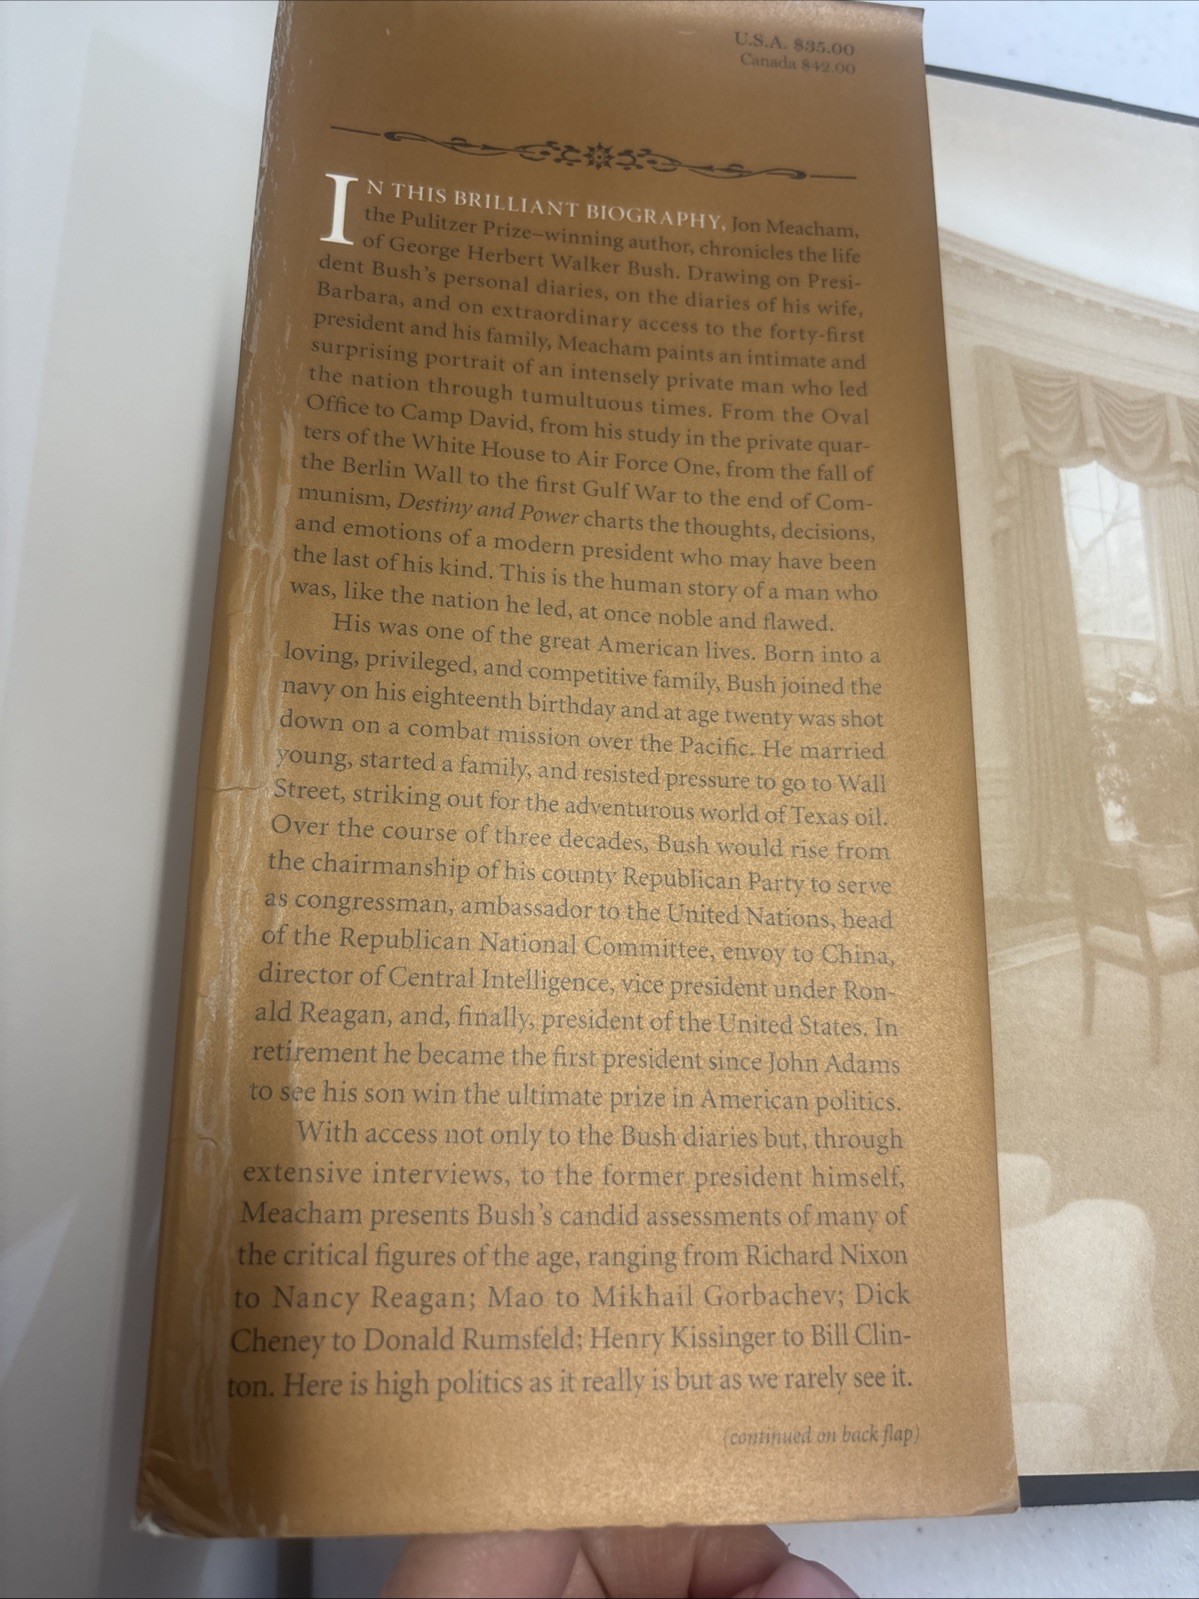 U.S.A. $35.00
Canada $42.00
IN THIS BRILLIANT BIOGRAPHY, Jon Meacham,
the Pulitzer Prize–winning author, chronicles the life
of George Herbert Walker Bush. Drawing on Presi-
dent Bush's personal diaries, on the diaries of his wife,
Barbara, and on extraordinary access to the forty-first
president and his family, Meacham paints an intimate and
surprising portrait of an intensely private man who led
the nation through tumultuous times. From the Oval
Office to Camp David, from his study in the private quar-
ters of the White House to Air Force One, from the fall of
the Berlin Wall to the first Gulf War to the end of Com-
munism, Destiny and Power charts the thoughts, decisions,
and emotions of a modern president who may have been
the last of his kind. This is the human story of a man who
was, like the nation he led, at once noble and flawed.
His was one of the great American lives. Born into a
loving, privileged, and competitive family, Bush joined the
navy on his eighteenth birthday and at age twenty was shot
down on a combat mission over the Pacific. He married
young, started a family, and resisted pressure to go to Wall
Street, striking out for the adventurous world of Texas oil.
Over the course of three decades, Bush would rise from
the chairmanship of his county Republican Party to serve
as congressman, ambassador to the United Nations, head
of the Republican National Committee, envoy to China,
director of Central Intelligence, vice president under Ron-
ald Reagan, and, finally, president of the United States. In
retirement he became the first president since John Adams
to see his son win the ultimate prize in American politics.
With access not only to the Bush diaries but, through
extensive interviews, to the former president himself,
Meacham presents Bush's candid assessments of many of
the critical figures of the age, ranging from Richard Nixon
to Nancy Reagan; Mao to Mikhail Gorbachev; Dick
Cheney to Donald Rumsfeld; Henry Kissinger to Bill Clin-
ton. Here is high politics as it really is but as we rarely see it.
(continued on back flap)